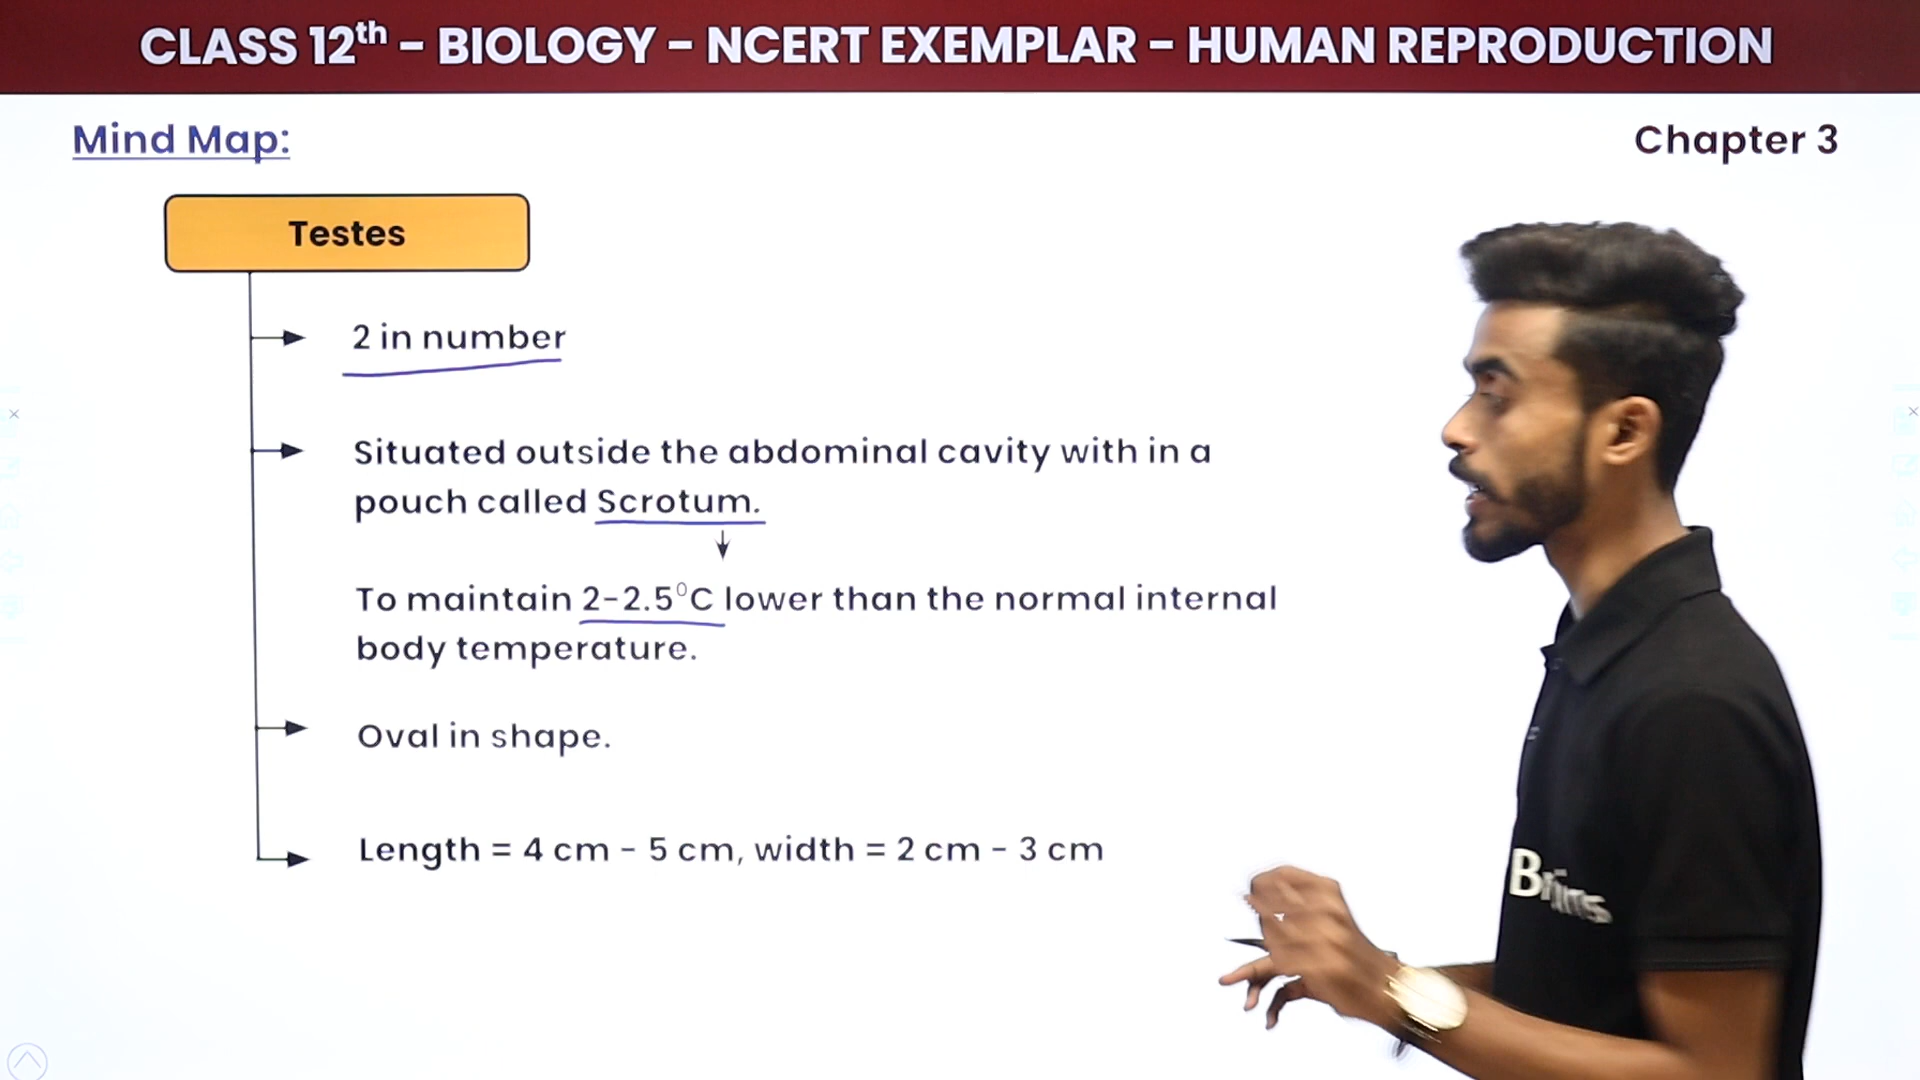 CLASS 12th – BIOLOGY – NCERT EXEMPLAR – HUMAN REPRODUCTION
Mind Map:
Chapter 3
Testes
2 in number
Situated outside the abdominal cavity with in a
pouch called Scrotum.
To maintain 2-2.5⁰C lower than the normal internal
body temperature.
Oval in shape.
Length = 4 cm - 5 cm, width = 2 cm - 3 cm